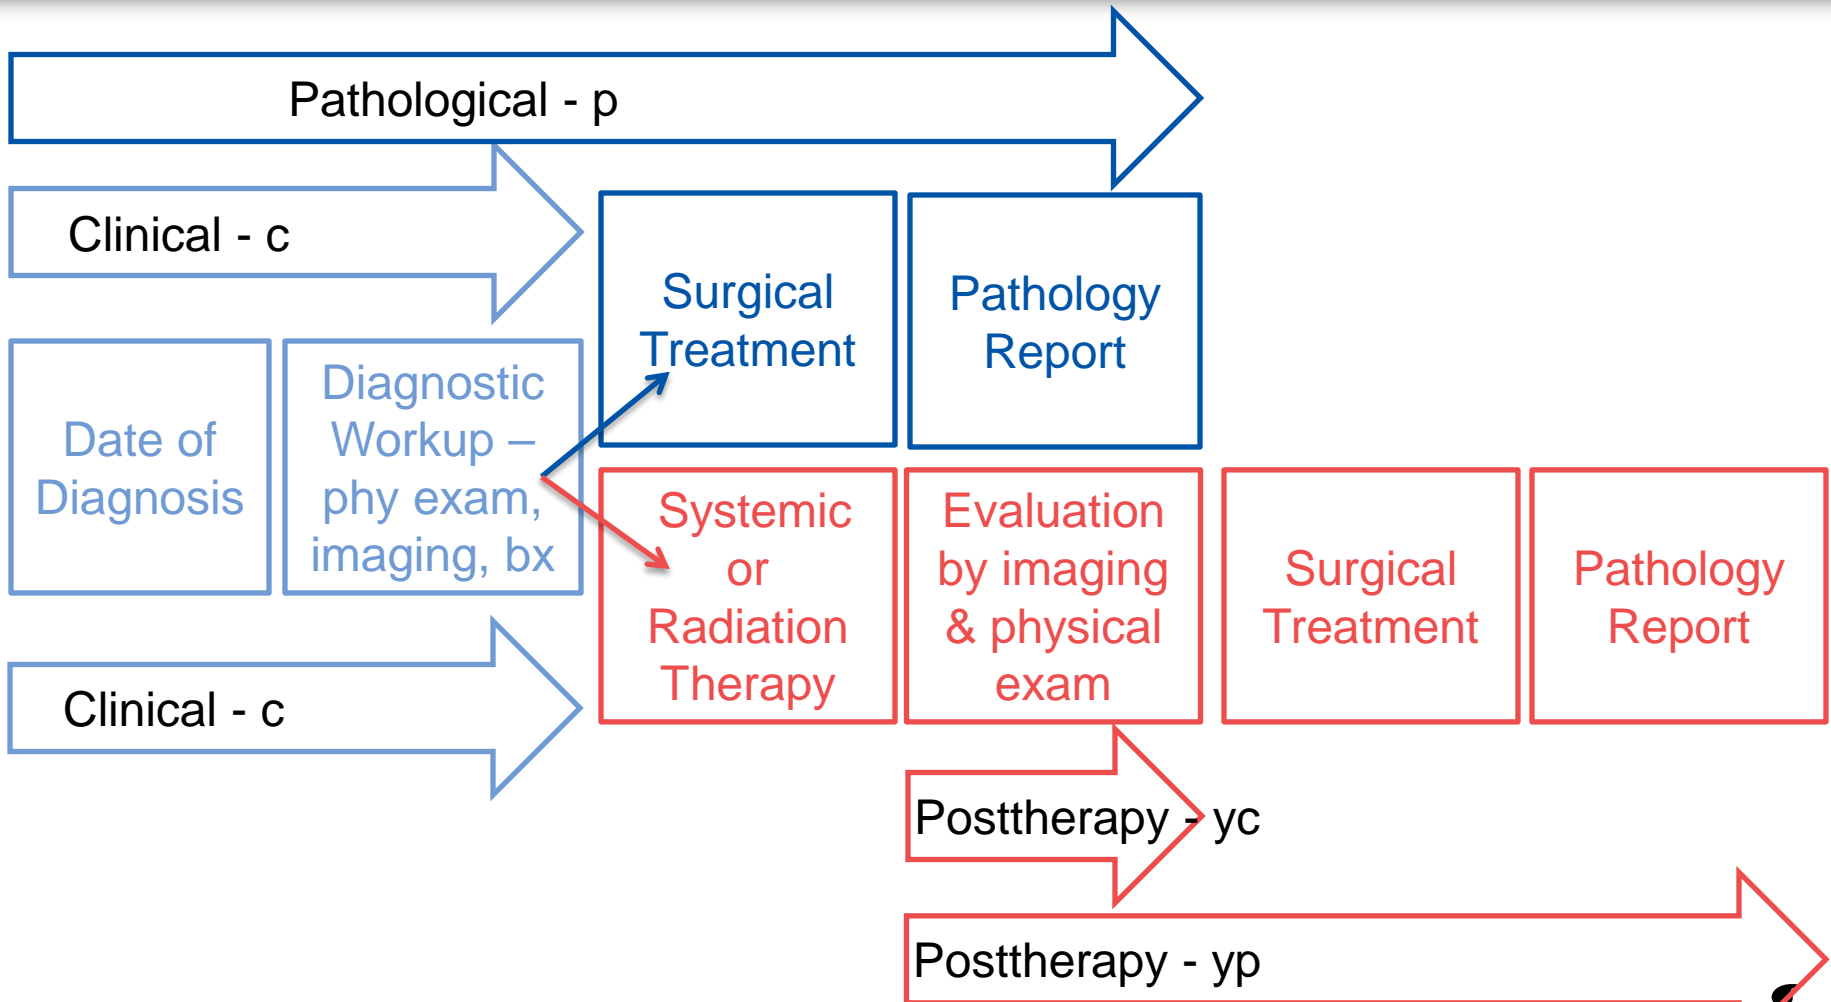 Pathological - p
Clinical - c
Surgical
Treatment
Pathology
Report
Date of
Diagnosis
Diagnostic
Workup –
phy exam,
imaging, bx
Systemic
or
Radiation
Therapy
Evaluation
by imaging
& physical
exam
Surgical
Treatment
Pathology
Report
Clinical - c
Posttherapy - yc
Posttherapy - yp